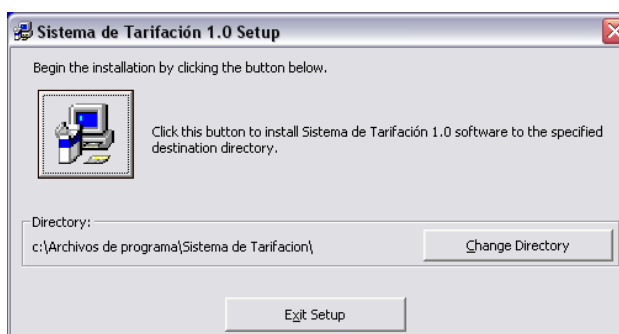 Sistema de Tarifación 1.0 Setup
Begin the installation by clicking the button below.
Click this button to install Sistema de Tarifación 1.0 software to the specified
destination directory.
Directory:
c:\Archivos de programa\Sistema de Tarifacion\
Change Directory
Exit Setup